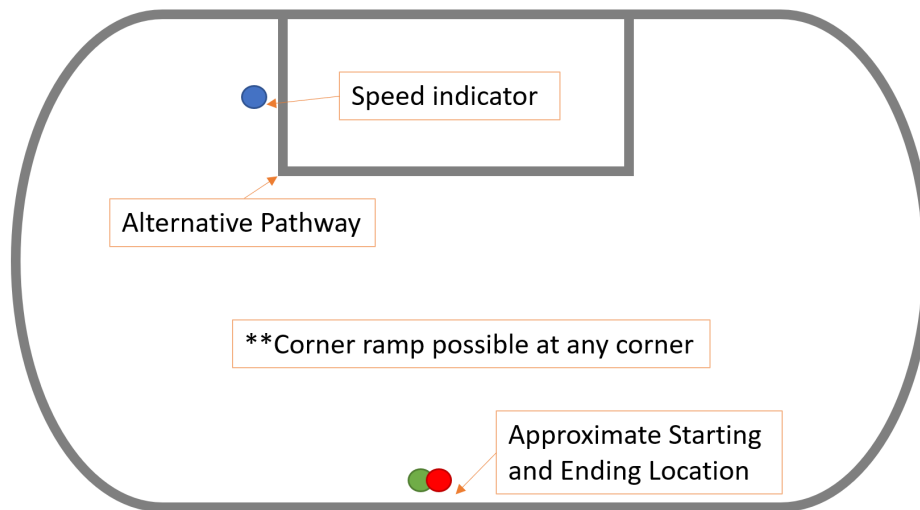 Speed indicator
Alternative Pathway
**Corner ramp possible at any corner
Approximate Starting
and Ending Location